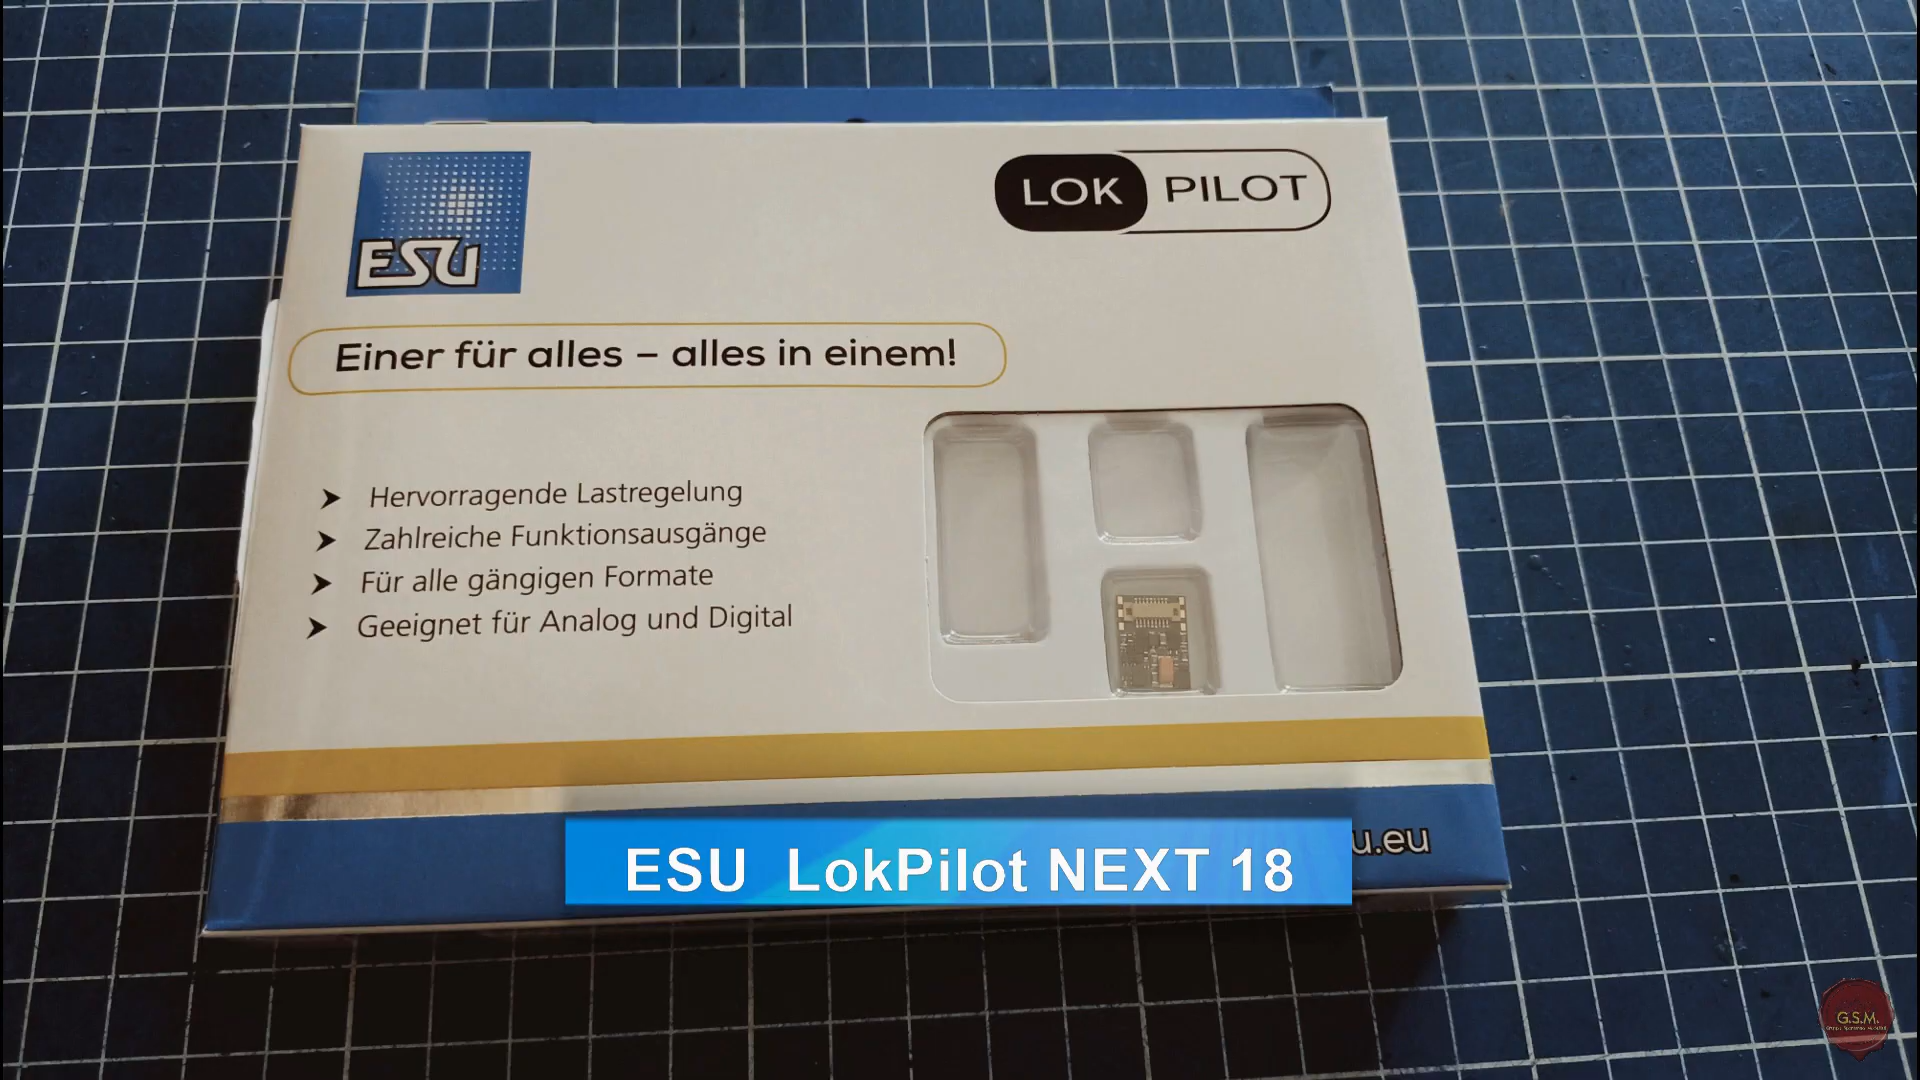 ESU
LOK PILOT
Einer für alles – alles in einem!
Hervorragende Lastregelung
Zahlreiche Funktionsausgänge
Für alle gängigen Formate
Geeignet für Analog und Digital
u.eu
ESU LokPilot NEXT 18
G.S.M.